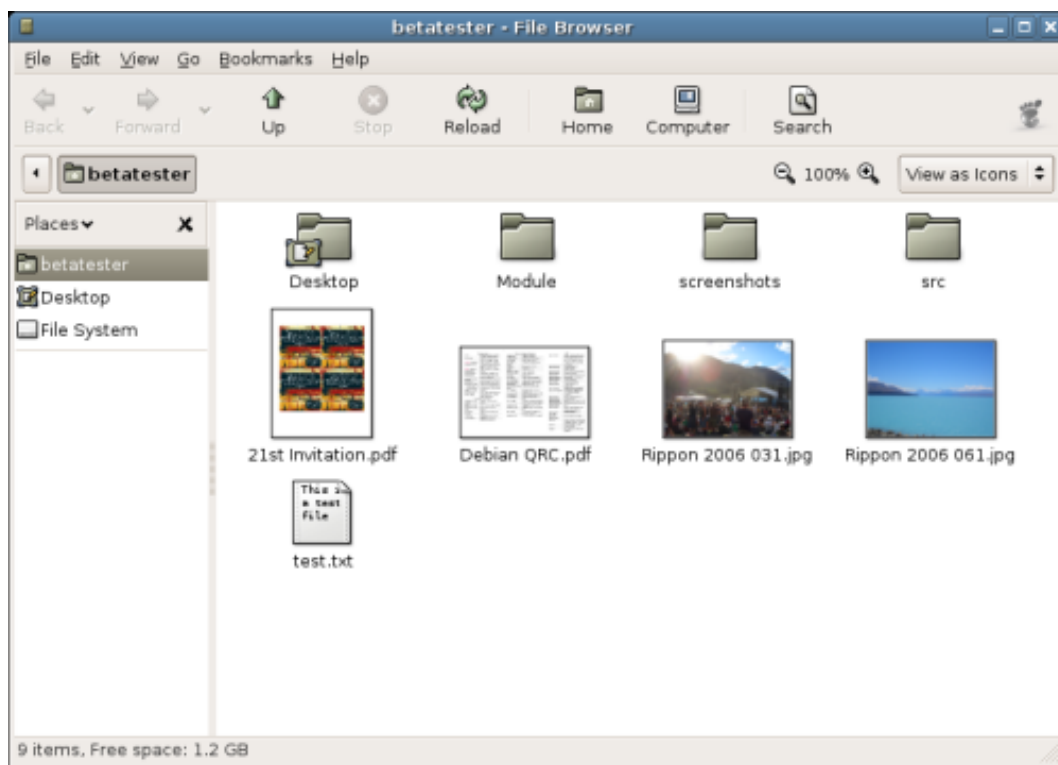 betatester - File Browser
File Edit View Go Bookmarks Help
Back Forward Up Stop Reload Home Computer Search
betatester 100% View as Icons
Places
betatester
Desktop
File System
Desktop Module screenshots src
21st Invitation.pdf Debian QRC.pdf Rippon 2006 031.jpg Rippon 2006 061.jpg
This is
a test
file
test.txt
9 items, Free space: 1.2 GB